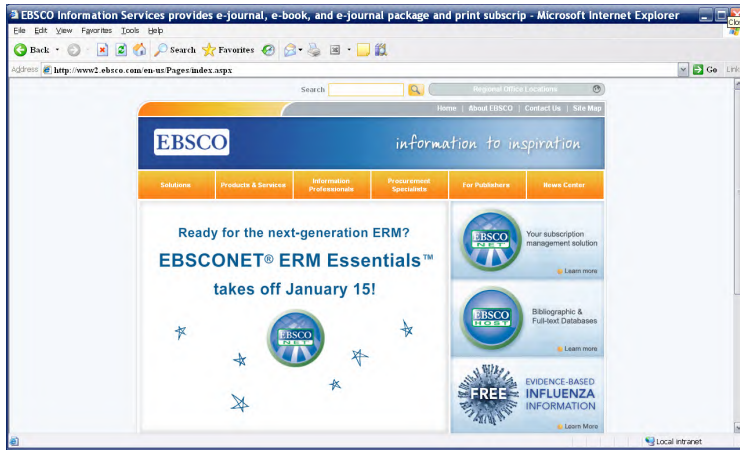 EBSCO Information Services provides e-journal, e-book, and e-journal package and print subscrip - Microsoft Internet Explorer
Clo
File Edit View Favorites Tools Help
Back Search Favorites
Address http://www2.ebsco.com/en-us/Pages/index.aspx Go Link
Search Regional Office Locations
Home | About EBSCO | Contact Us | Site Map
EBSCO information to inspiration
Solutions Products & Services Information Professionals Procurement Specialists For Publishers News Center
Ready for the next-generation ERM?
EBSCONET® ERM Essentials™
takes off January 15!
EBSCO
NET
EBSCO
NET
Your subscription
management solution
Learn more
EBSCO
HOST
Bibliographic &
Full-text Databases
Learn more
FREE
EVIDENCE-BASED
INFLUENZA
INFORMATION
Learn More
Local intranet